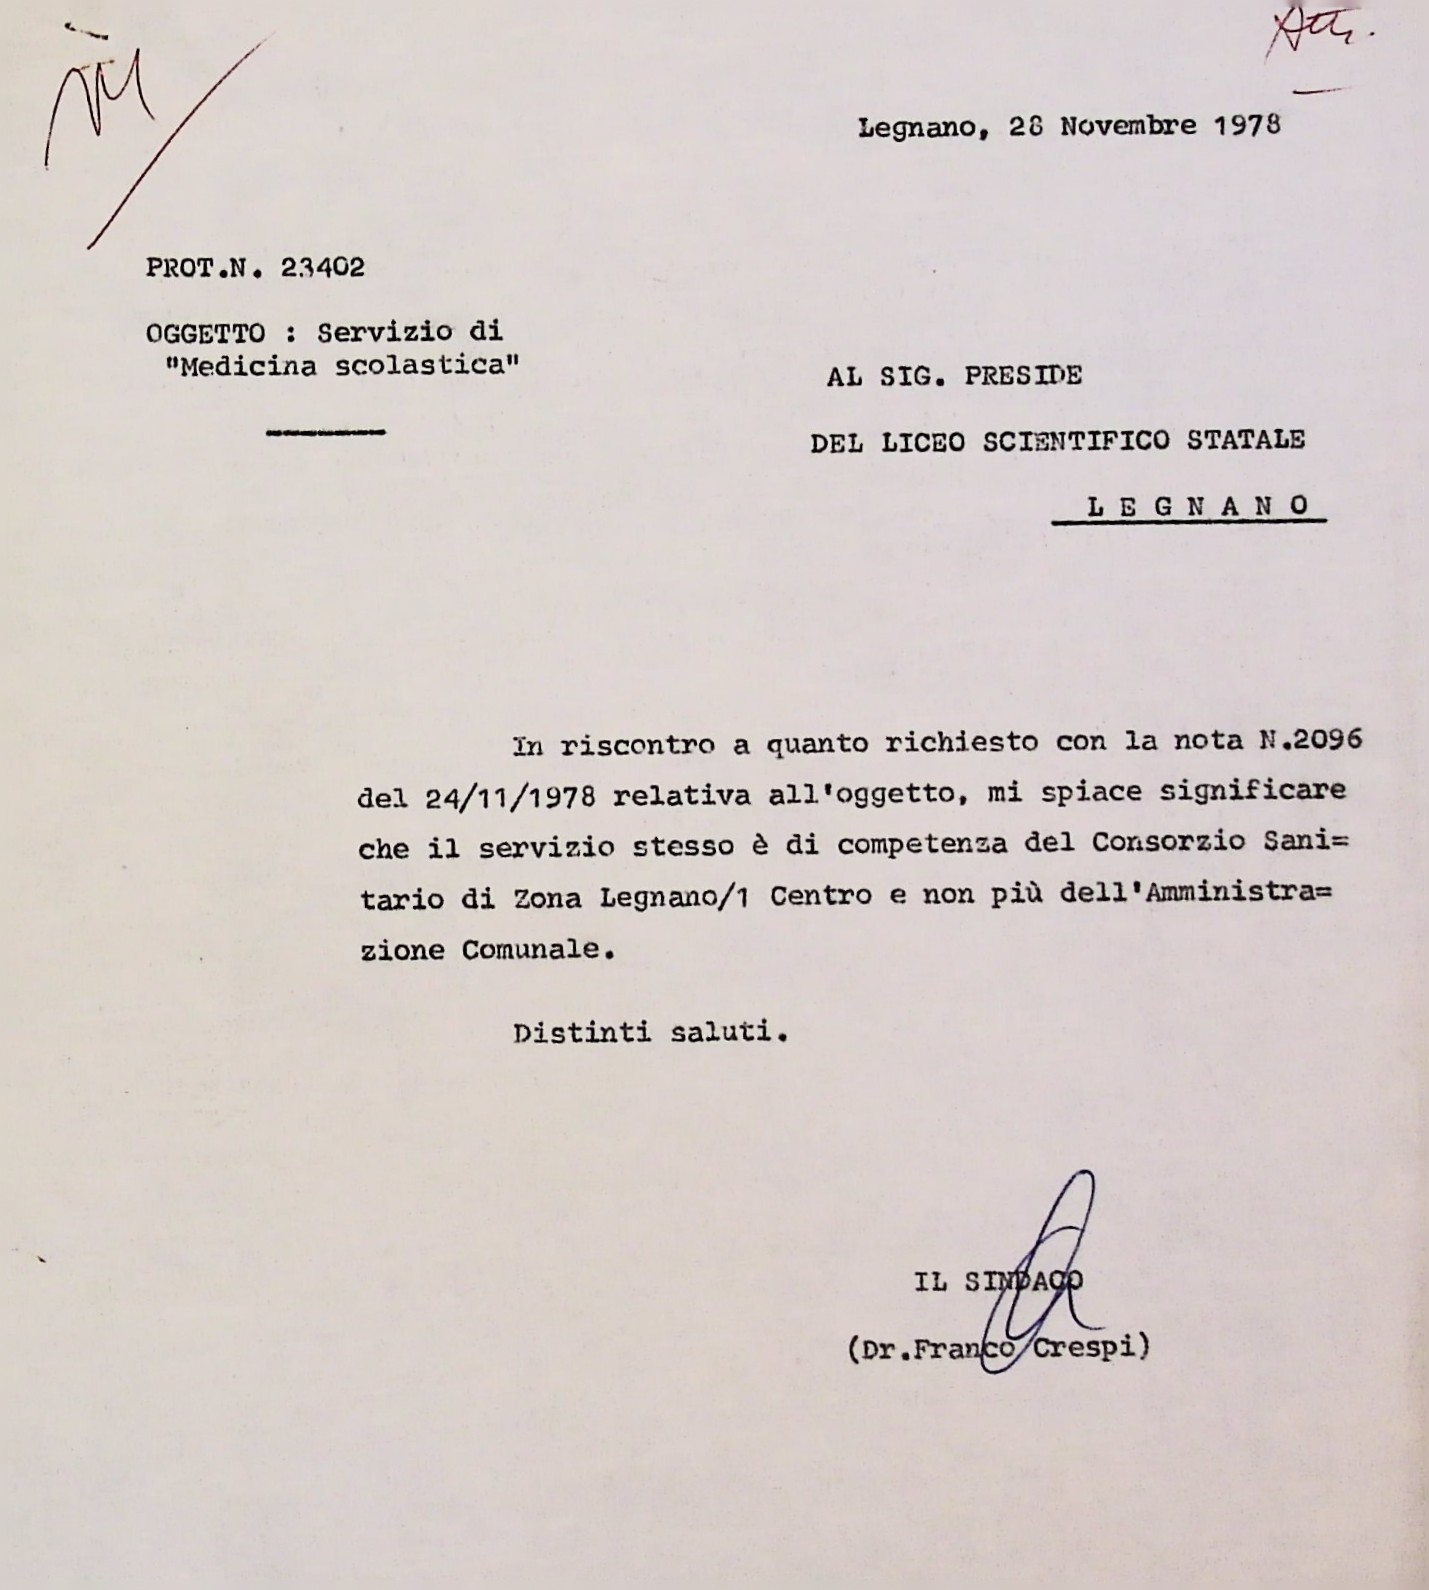 Att.
Legnano, 28 Novembre 1978
PROT.N. 23402
OGGETTO : Servizio di
"Medicina scolastica"
AL SIG. PRESIDE
DEL LICEO SCIENTIFICO STATALE
L E G N A N O
In riscontro a quanto richiesto con la nota N.2096
del 24/11/1978 relativa all'oggetto, mi spiace significare
che il servizio stesso è di competenza del Consorzio Sani=
tario di Zona Legnano/1 Centro e non più dell'Amministra=
zione Comunale.
Distinti saluti.
IL SINDACO
(Dr.Franco Crespi)